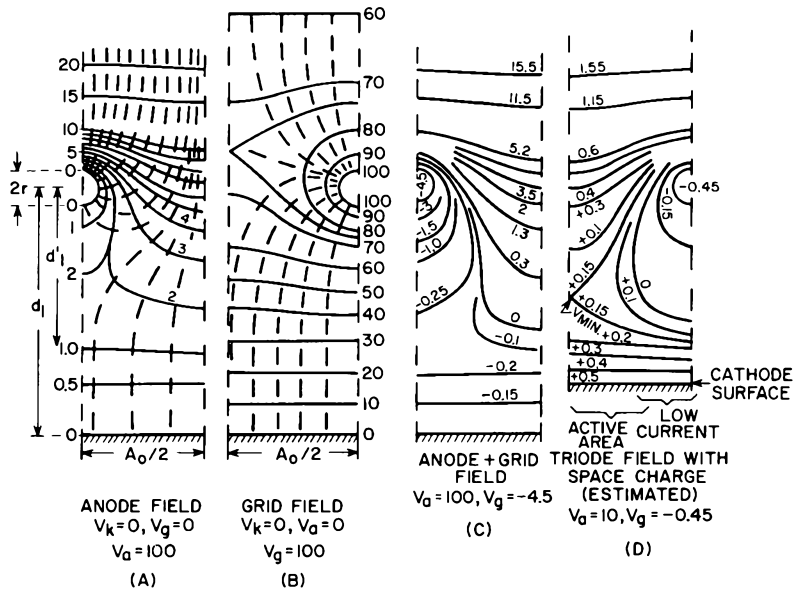 20
15
10
5
0
2r
0
4
3
2
2
d'1
d1
1.0
0.5
0
Ao/2
ANODE FIELD
Vk=0, Vg=0
Va=100
(A)
60
70
80
90
100
100
90
80
70
60
50
40
30
20
10
0
Ao/2
GRID FIELD
Vk=0, Va=0
Vg=100
(B)
15.5
11.5
5.2
3.5
2
1.3
0.3
-4.5
-1.5
-1.0
-0.25
0
-0.1
-0.2
-0.15
ANODE+GRID
FIELD
Va=100, Vg=-4.5
(C)
1.55
1.15
0.6
0.4
+0.3
+0.1
-0.15
-0.45
+0.15
+0.15
+0.1
0
VMIN.
+0.2
+0.3
+0.4
+0.5
CATHODE
SURFACE
ACTIVE
AREA
LOW
CURRENT
TRIODE FIELD WITH
SPACE CHARGE
(ESTIMATED)
Va=10, Vg=-0.45
(D)